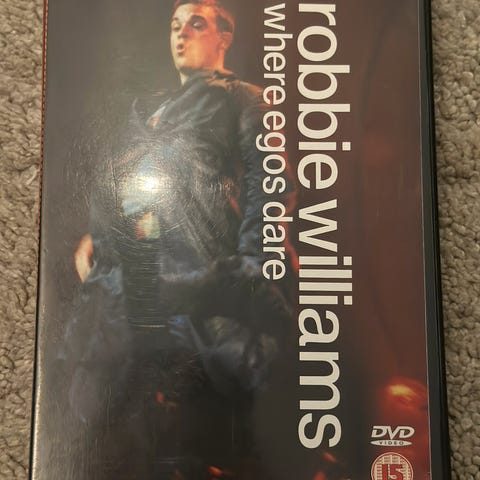 robbie williams
where egos dare
DVD
VIDEO
15